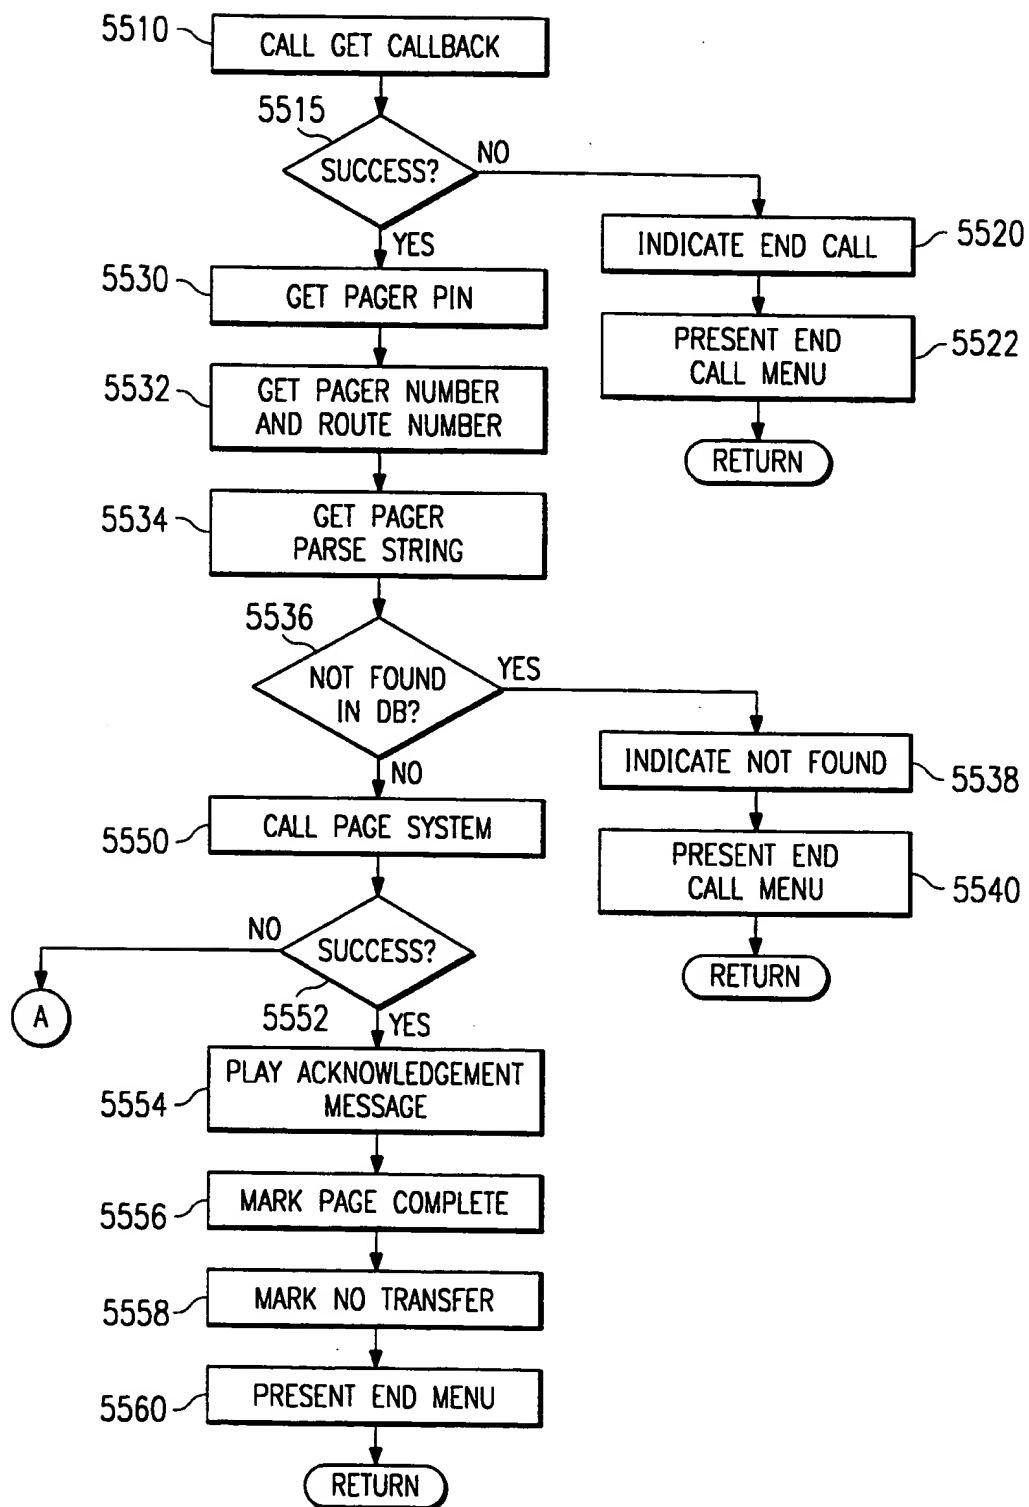 5510
CALL GET CALLBACK
5515
SUCCESS?
NO
YES
INDICATE END CALL
5520
5530
GET PAGER PIN
PRESENT END
CALL MENU
5522
5532
GET PAGER NUMBER
AND ROUTE NUMBER
RETURN
5534
GET PAGER
PARSE STRING
5536
NOT FOUND
IN DB?
YES
NO
INDICATE NOT FOUND
5538
5550
CALL PAGE SYSTEM
PRESENT END
CALL MENU
5540
NO
SUCCESS?
RETURN
A
5552
YES
5554
PLAY ACKNOWLEDGEMENT
MESSAGE
5556
MARK PAGE COMPLETE
5558
MARK NO TRANSFER
5560
PRESENT END MENU
RETURN